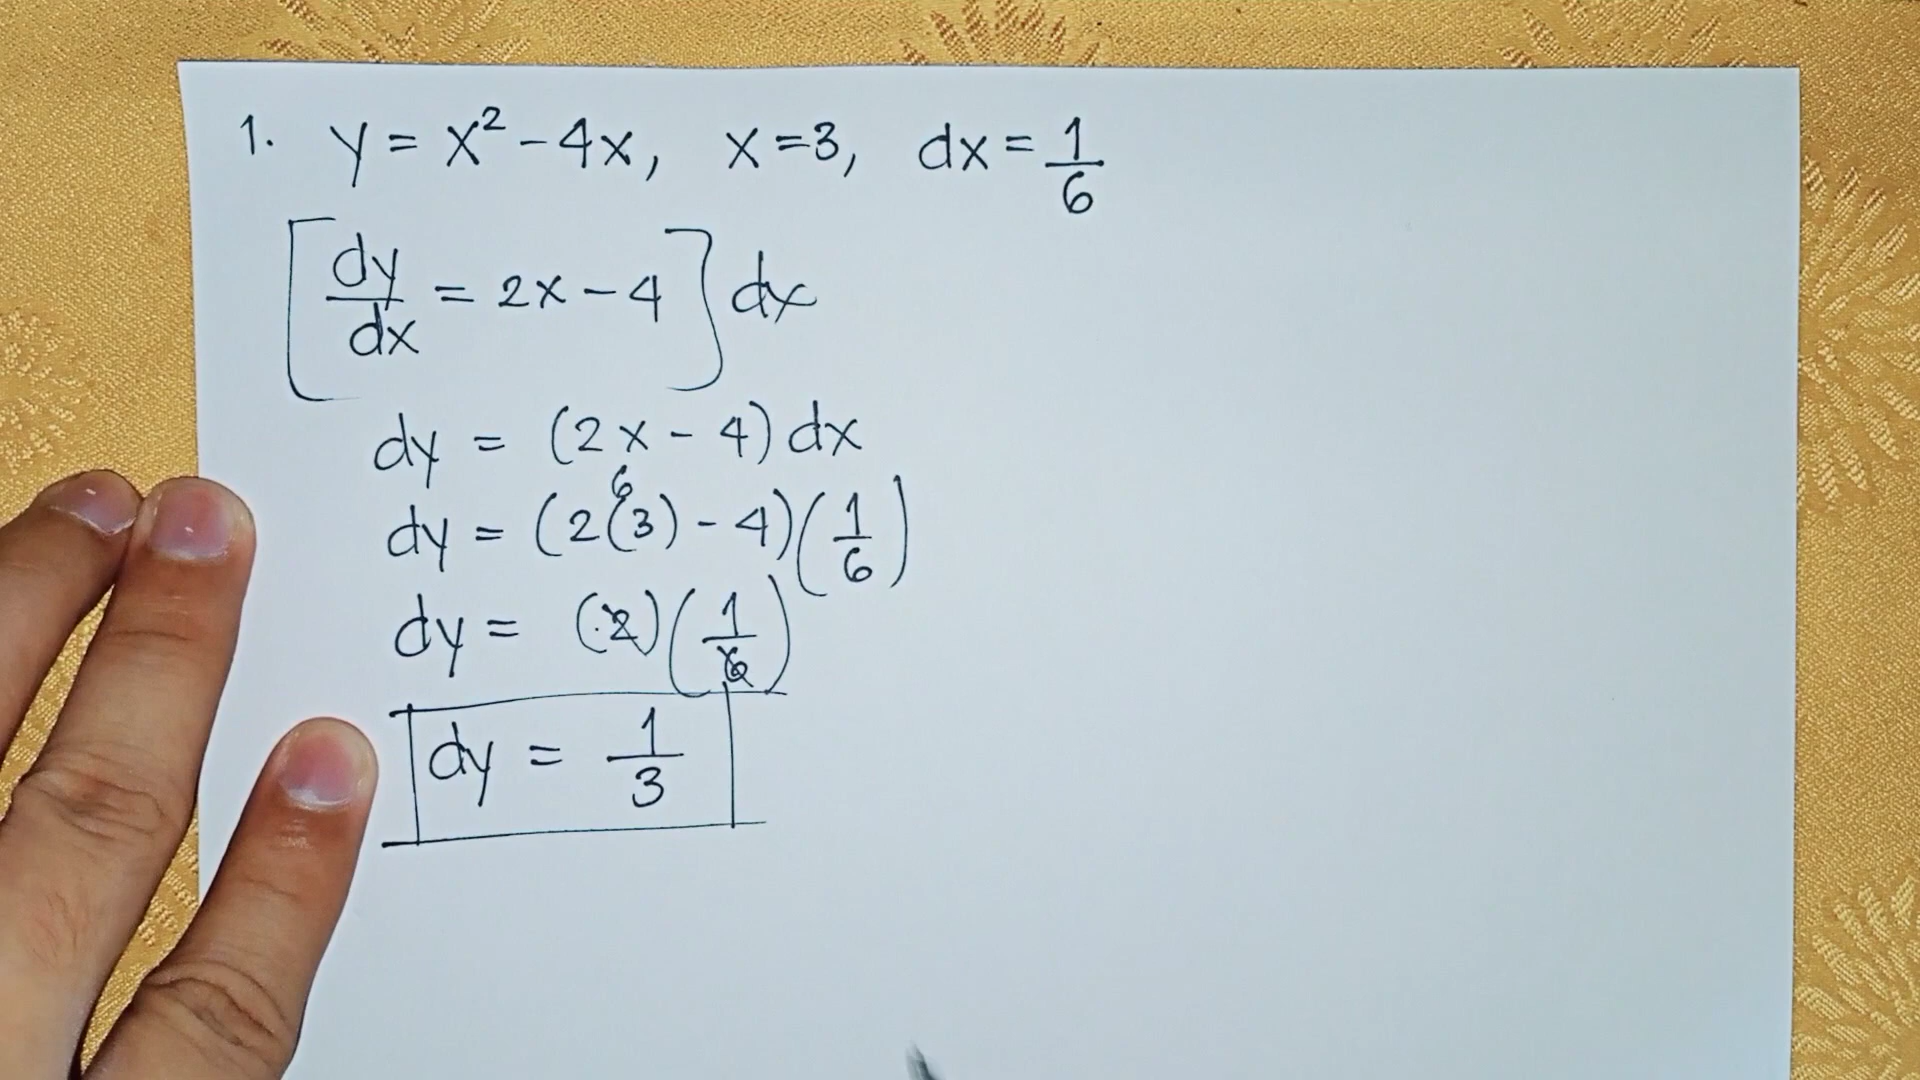 1. y = x² - 4x, x = 3, dx = 1/6
[dy/dx = 2x - 4] dx
dy = (2x - 4) dx
6
dy = (2(3) - 4)(1/6)
dy = (2)(1/6)
dy = 1/3